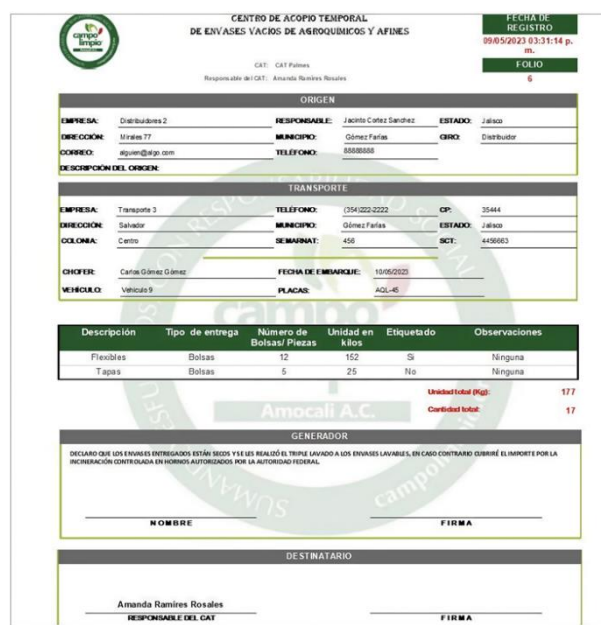 campo limpio
CENTRO DE ACOPIO TEMPORAL
DE ENVASES VACIOS DE AGROQUÍMICOS Y AFINES
FECHA DE REGISTRO
09/05/2023 03:31:14 p. m.
CAT: CAT Palmes
FOLIO
Responsable del CAT: Amanda Ramires Rosales
6
ORIGEN
EMPRESA: Distribuidores 2 RESPONSABLE: Jacinto Cortez Sanchez ESTADO: Jalisco
DIRECCIÓN: Mirales 77 MUNICIPIO: Gómez Farías GIRO: Distribuidor
CORREO: alguien@algo.com TELÉFONO: 88888888
DESCRIPCIÓN DEL ORIGEN:
TRANSPORTE
EMPRESA: Transporte 3 TELÉFONO: (354)222-2222 CP: 35444
DIRECCIÓN: Salvador MUNICIPIO: Gómez Farías ESTADO: Jalisco
COLONIA: Centro SEMARNAT: 456 SCT: 4456663
CHOFER: Carlos Gómez Gómez FECHA DE EMBARQUE: 10/05/2023
VEHÍCULO: Vehiculo 9 PLACAS: AQL-45
Descripción Tipo de entrega Número de Bolsas/ Piezas Unidad en kilos Etiquetado Observaciones
Flexibles Bolsas 12 152 Si Ninguna
Tapas Bolsas 5 25 No Ninguna
Unidad total (Kg): 177
Cantidad total: 17
Amocali A.C.
GENERADOR
DECLARO QUE LOS ENVASES ENTREGADOS ESTÁN SECOS Y SE LES REALIZÓ EL TRIPLE LAVADO A LOS ENVASES LAVABLES, EN CASO CONTRARIO CUBRIRÉ EL IMPORTE POR LA
INCINERACIÓN CONTROLADA EN HORNOS AUTORIZADOS POR LA AUTORIDAD FEDERAL.
NOMBRE FIRMA
DESTINATARIO
Amanda Ramires Rosales
RESPONSABLE DEL CAT FIRMA